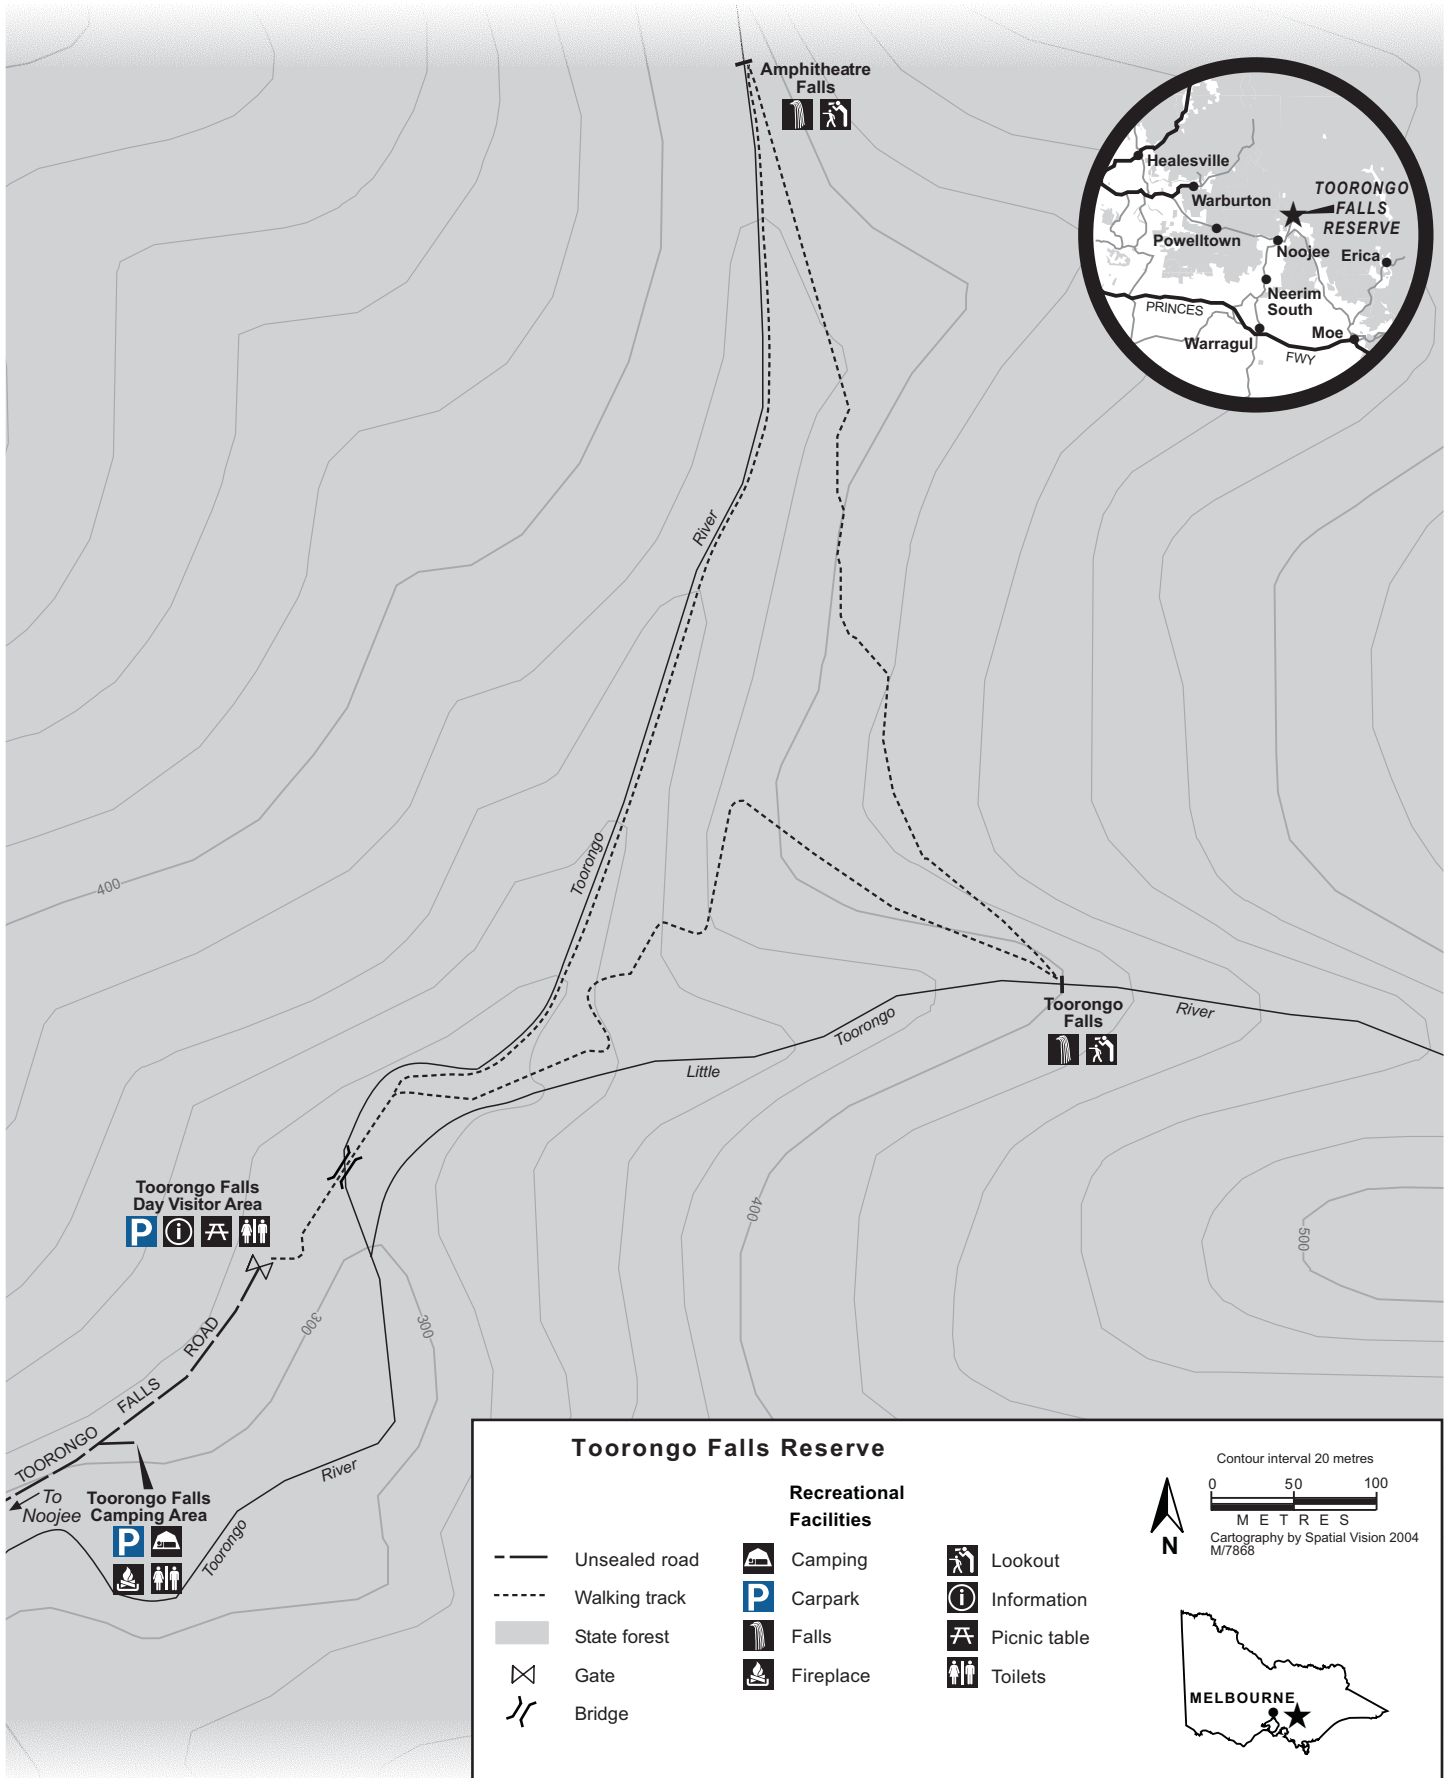 Amphitheatre
Falls
Healesville
Warburton
TOORONGO
FALLS
RESERVE
Powelltown
Noojee
Erica
Neerim
South
PRINCES
Warragul
Moe
FWY
River
Toorongo
400
Toorongo
Falls
River
Toorongo
Little
Toorongo Falls
Day Visitor Area
P
i
400
500
300
300
TOORONGO FALLS ROAD
To
Noojee
Toorongo Falls
Camping Area
P
River
Toorongo
Toorongo Falls Reserve
Recreational
Facilities
Unsealed road
Walking track
State forest
Gate
Bridge
Camping
P Carpark
Falls
Fireplace
Lookout
i Information
Picnic table
Toilets
Contour interval 20 metres
0 50 100
METRES
Cartography by Spatial Vision 2004
M/7868
N
MELBOURNE